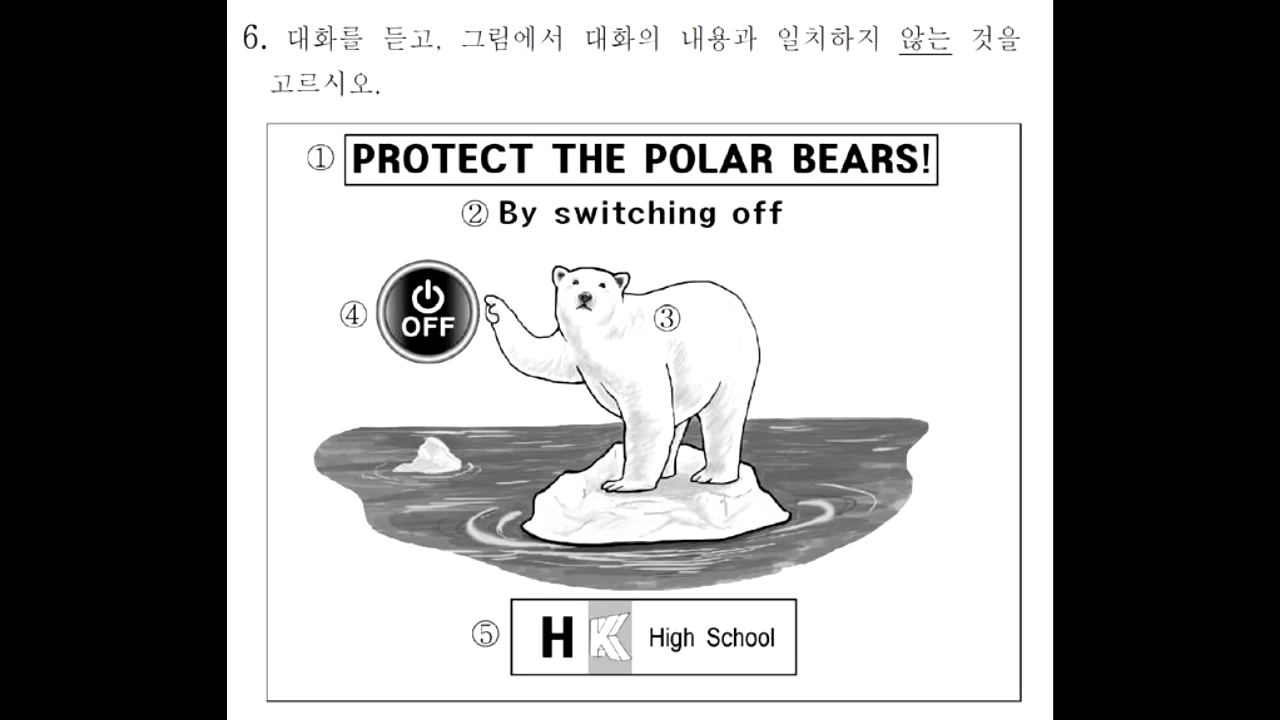 6. 대화를 듣고, 그림에서 대화의 내용과 일치하지 않는 것을
고르시오.
① PROTECT THE POLAR BEARS!
② By switching off
③
④ OFF
⑤ H K High School